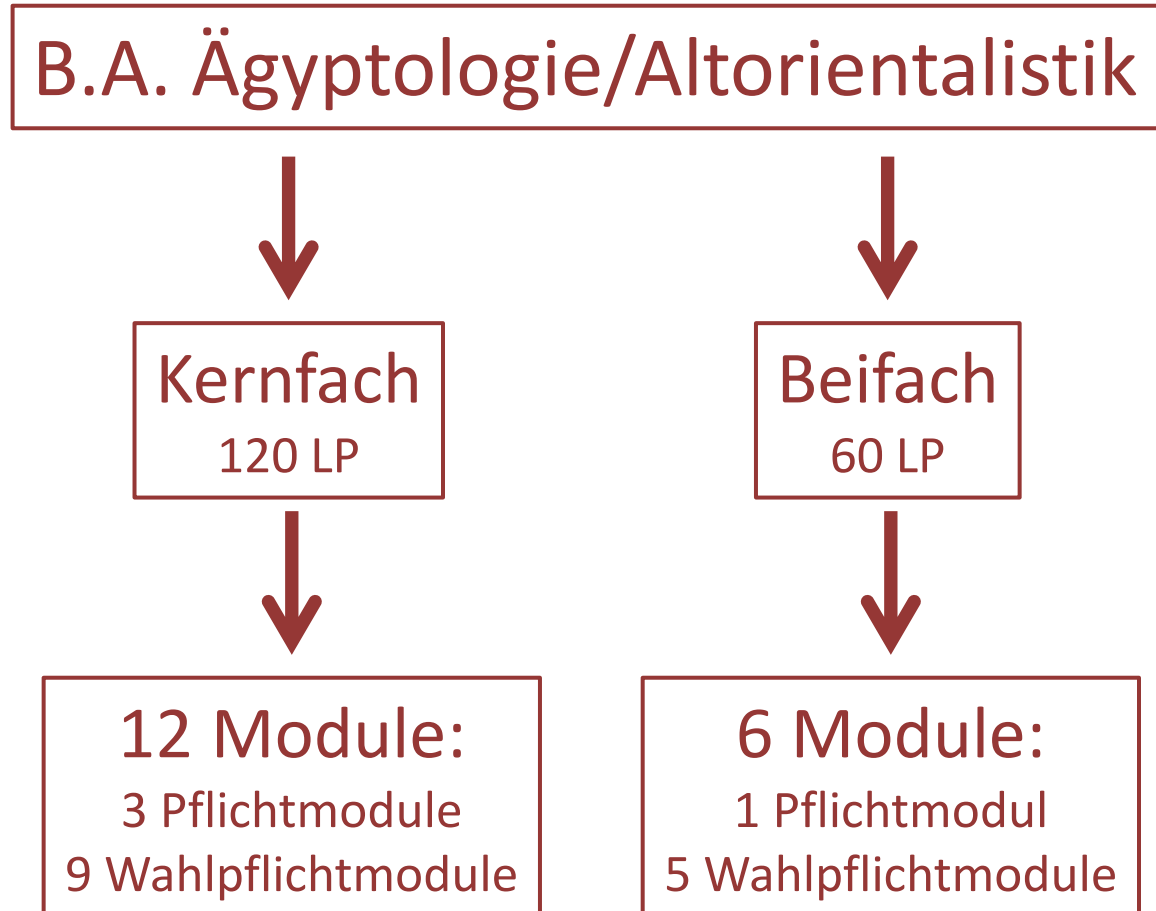 B.A. Ägyptologie/Altorientalistik
Kernfach
120 LP
Beifach
60 LP
12 Module:
3 Pflichtmodule
9 Wahlpflichtmodule
6 Module:
1 Pflichtmodul
5 Wahlpflichtmodule